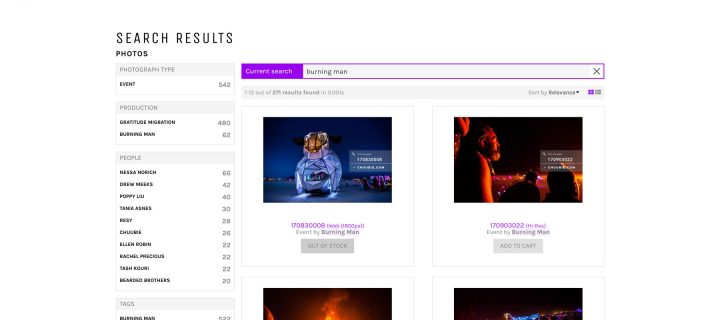 SEARCH RESULTS
PHOTOS
PHOTOGRAPH TYPE
EVENT 542
PRODUCTION
GRATITUDE MIGRATION 480
BURNING MAN 62
PEOPLE
NESSA NORICH 66
DREW MEEKS 42
POPPY LIU 40
TANIA ASNES 30
RESY 28
CHUUBIE 26
ELLEN ROBIN 22
RACHEL PRECIOUS 22
TASH KOURI 22
BEARDED BROTHERS 20
TAGS
BURNING MAN 522
Current search burning man
1-12 out of 271 results found in 0.00%
Sort by Relevance
170830008
CHUUBIE.COM
170830008 (Web (1800px))
Event by Burning Man
OUT OF STOCK
170903022
CHUUBIE.COM
170903022 (Hi-Res)
Event by Burning Man
ADD TO CART